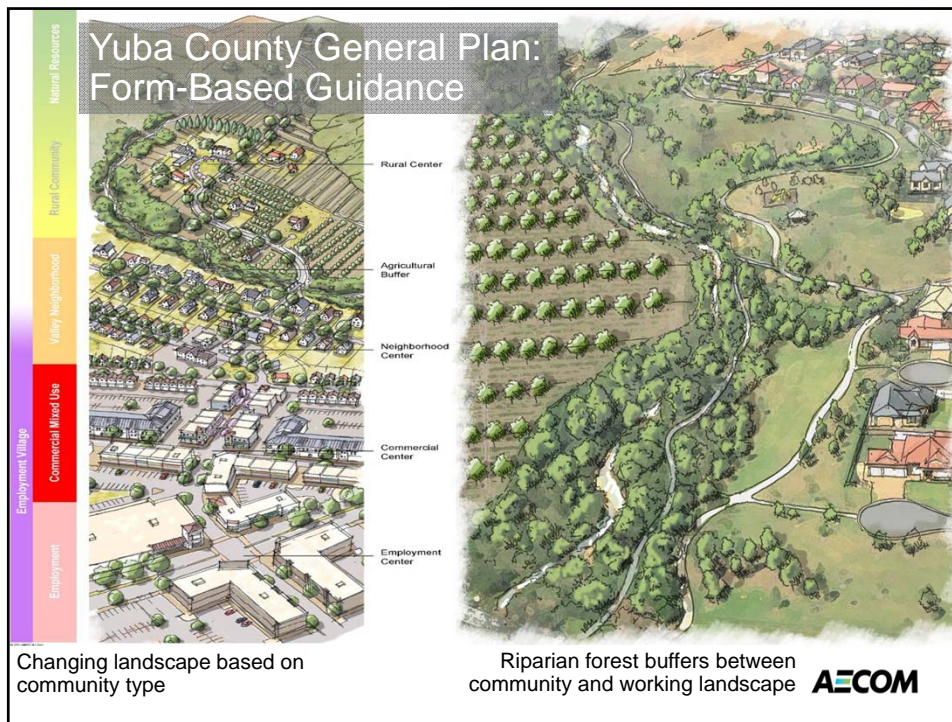 Yuba County General Plan:
Form-Based Guidance
Natural Resources
Rural Community
Valley Neighborhood
Commercial Mixed Use
Employment
Employment Village
Rural Center
Agricultural
Buffer
Neighborhood
Center
Commercial
Center
Employment
Center
Changing landscape based on
community type
Riparian forest buffers between
community and working landscape
AECOM